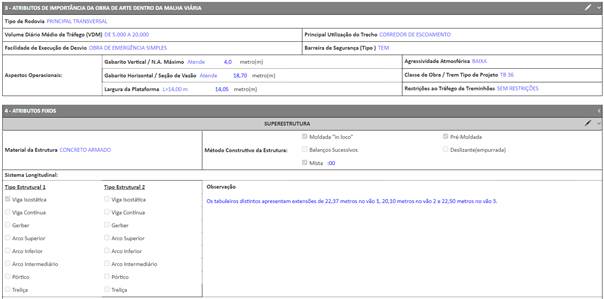 3 - ATRIBUTOS DE IMPORTÂNCIA DA OBRA DE ARTE DENTRO DA MALHA VIÁRIA
Tipo de Rodovia PRINCIPAL TRANSVERSAL
Volume Diário Médio de Tráfego (VDM) DE 5.000 A 20.000 Principal Utilização do Trecho CORREDOR DE ESCOAMENTO
Facilidade de Execução de Desvio OBRA DE EMERGÊNCIA SIMPLES Barreira de Segurança (Tipo ) TEM
Gabarito Vertical / N.A. Máximo Atende 4,0 metro(m) Agressividade Atmosférica BAIXA
Aspectos Operacionais: Gabarito Horizontal / Seção de Vazão Atende 18,70 metro(m) Classe de Obra / Trem Tipo de Projeto TB 36
Largura da Plataforma L>14,00 m 14,05 metro(m) Restrições ao Tráfego de Treminhões SEM RESTRIÇÕES
4 - ATRIBUTOS FIXOS
SUPERESTRUTURA
Material da Estrutura CONCRETO ARMADO Método Construtivo da Estrutura: Moldada "in loco" Pré-Moldada
Balanços Sucessivos Deslizante(empurrada)
Mista :00
Sistema Longitudinal:
Tipo Estrutural 1 Tipo Estrutural 2 Observação
Viga Isostática Viga Isostática Os tabuleiros distintos apresentam extensões de 22,37 metros no vão 1, 20,10 metros no vão 2 e 22,50 metros no vão 3.
Viga Contínua Viga Contínua
Gerber Gerber
Arco Superior Arco Superior
Arco Inferior Arco Inferior
Arco Intermediário Arco Intermediário
Pórtico Pórtico
Treliça Treliça